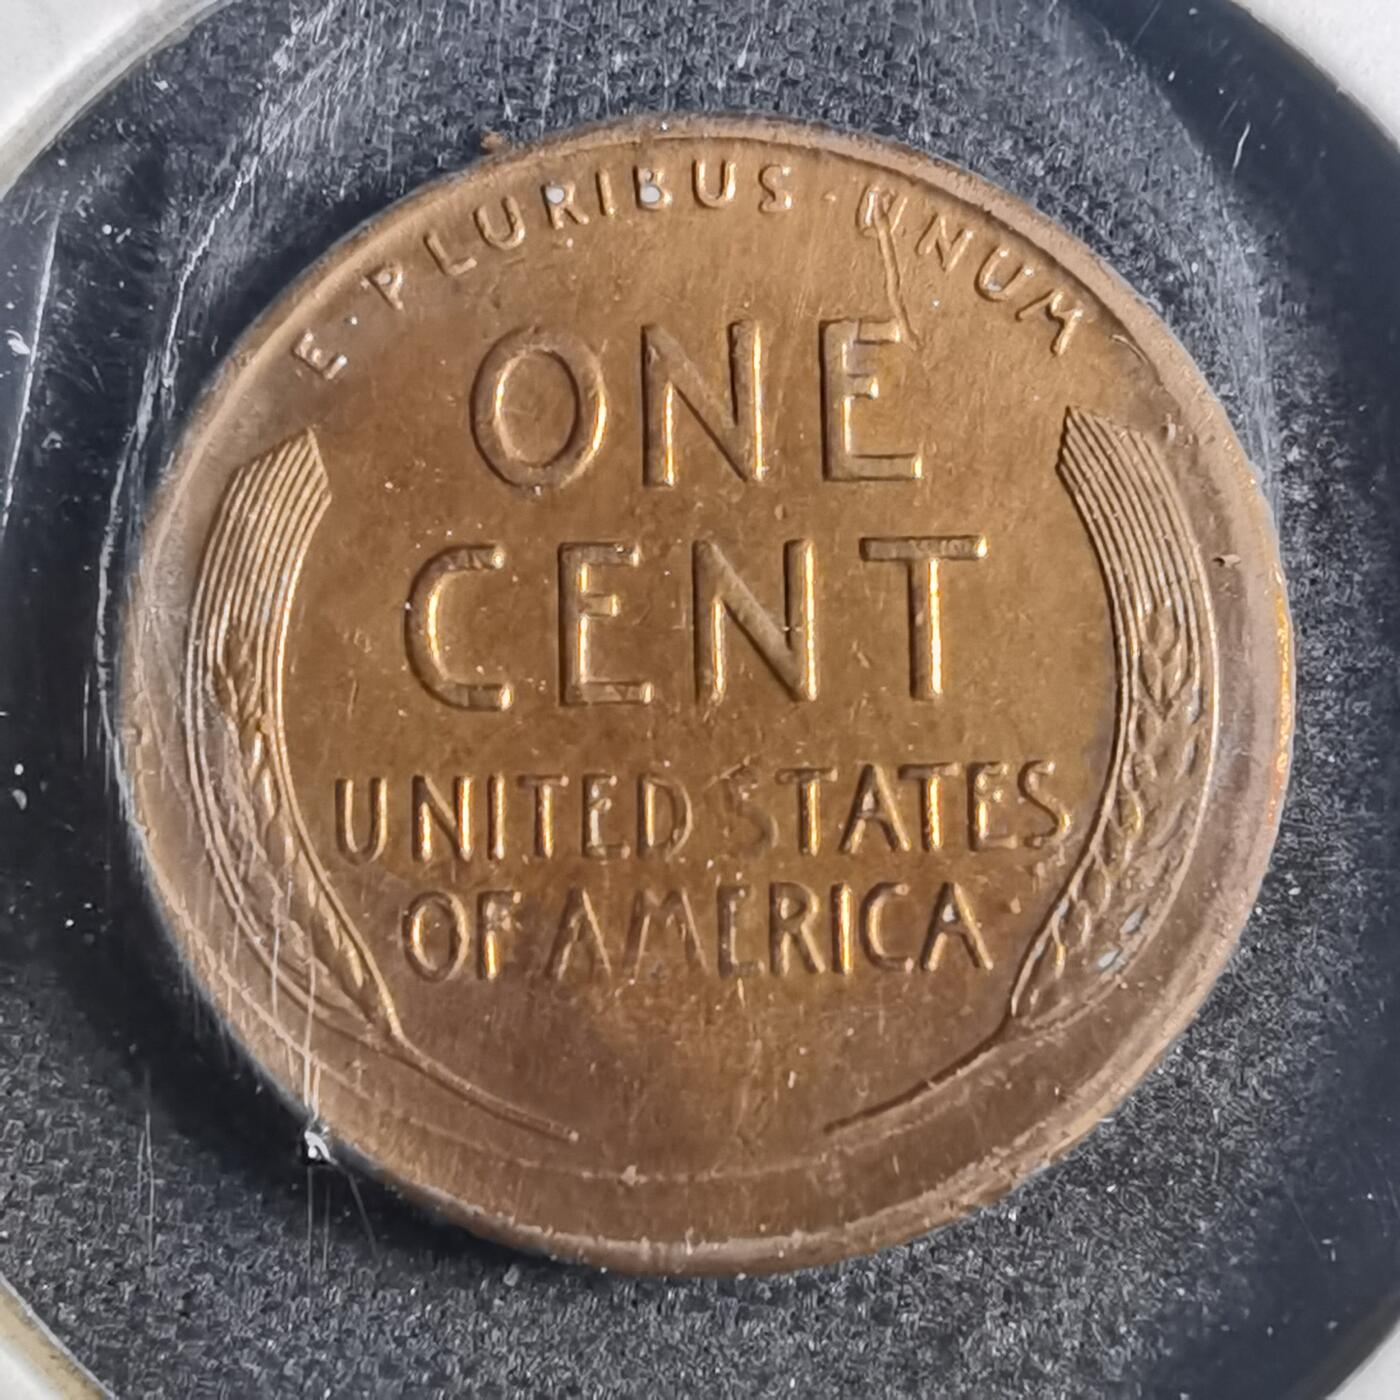 E·PLURIBUS·UNUM
ONE
CENT
UNITED STATES
OF AMERICA